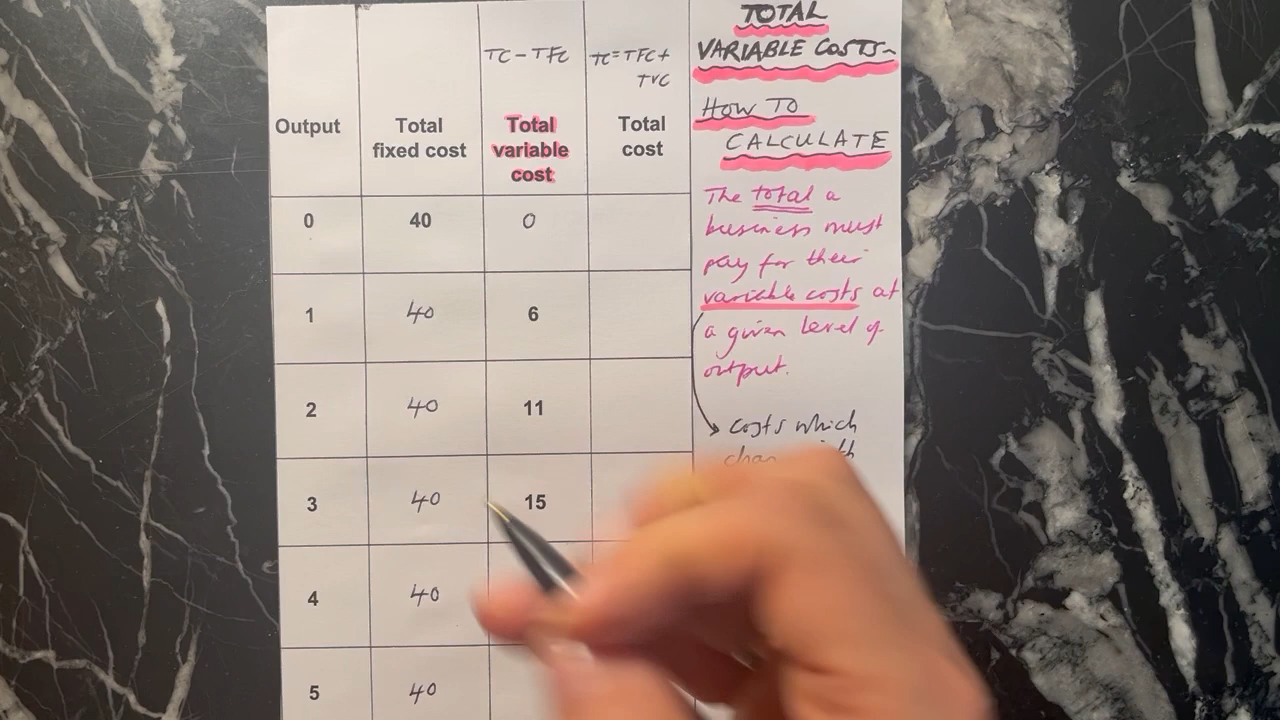 TC - TFC
TC = TFC +
TVC
Output
Total
fixed cost
Total
variable
cost
Total
cost
0 40 0
1 40 6
2 40 11
3 40 15
4 40
5 40
TOTAL
VARIABLE COSTS-
HOW TO
CALCULATE
The total a
business must
pay for their
variable costs at
a given level of
output.
costs which